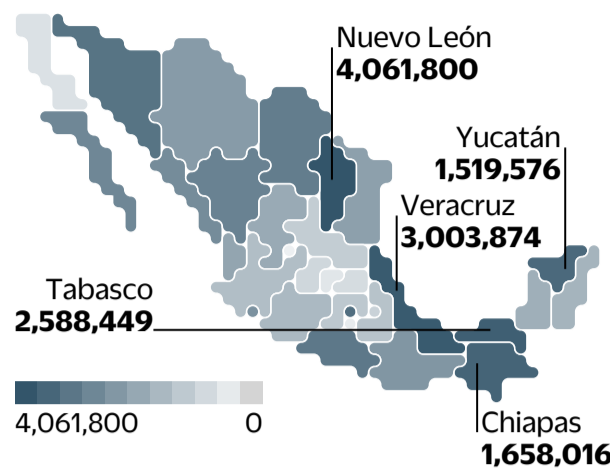 Nuevo León
4,061,800
Yucatán
1,519,576
Veracruz
3,003,874
Tabasco
2,588,449
4,061,800 0
Chiapas
1,658,016